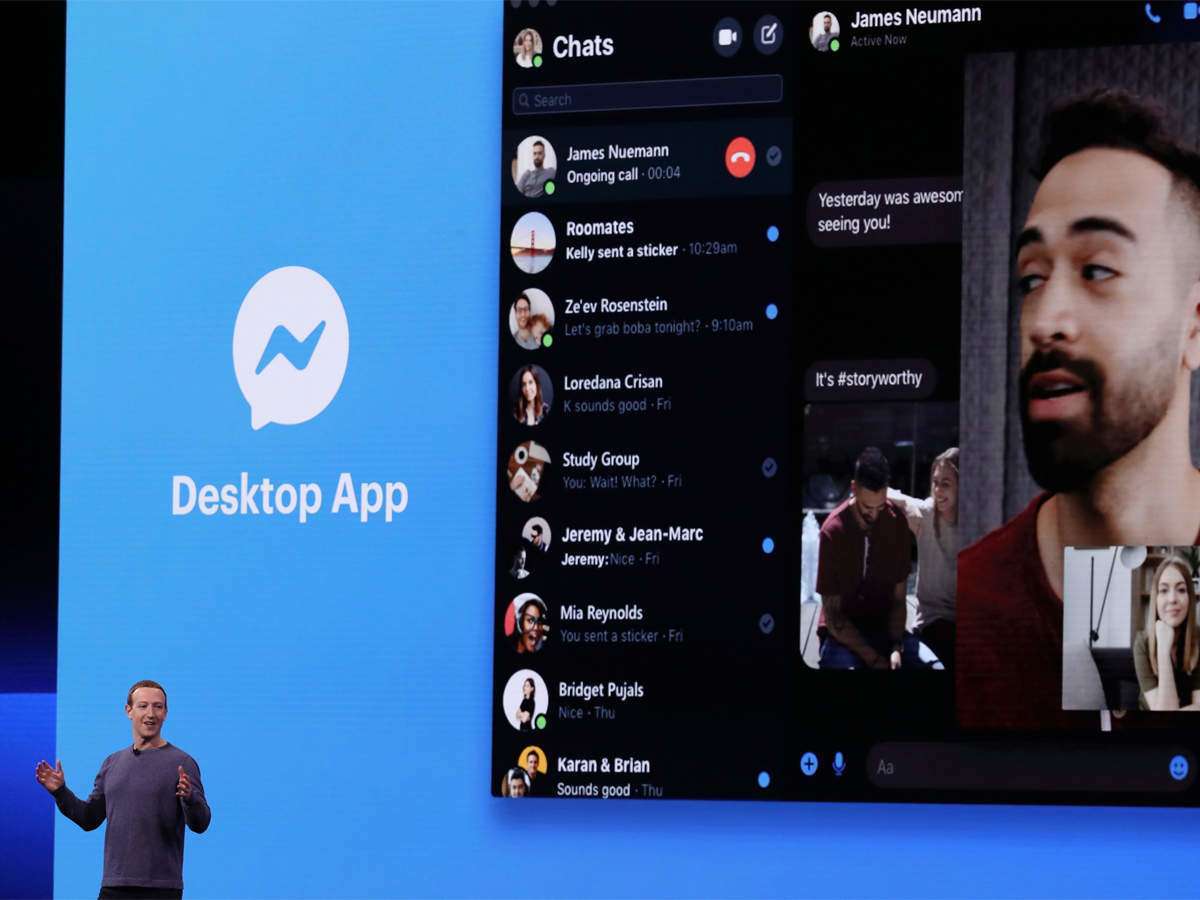 Desktop App
Chats
Search
James Nuemann
Ongoing call · 00:04
Roomates
Kelly sent a sticker · 10:29am
Ze'ev Rosenstein
Let's grab boba tonight? · 9:10am
Loredana Crisan
K sounds good · Fri
Study Group
You: Wait! What? · Fri
Jeremy & Jean-Marc
Jeremy: Nice · Fri
Mia Reynolds
You sent a sticker · Fri
Bridget Pujals
Nice · Thu
Karan & Brian
Sounds good · Thu
James Neumann
Active Now
Yesterday was awesom
seeing you!
It's #storyworthy
Aa